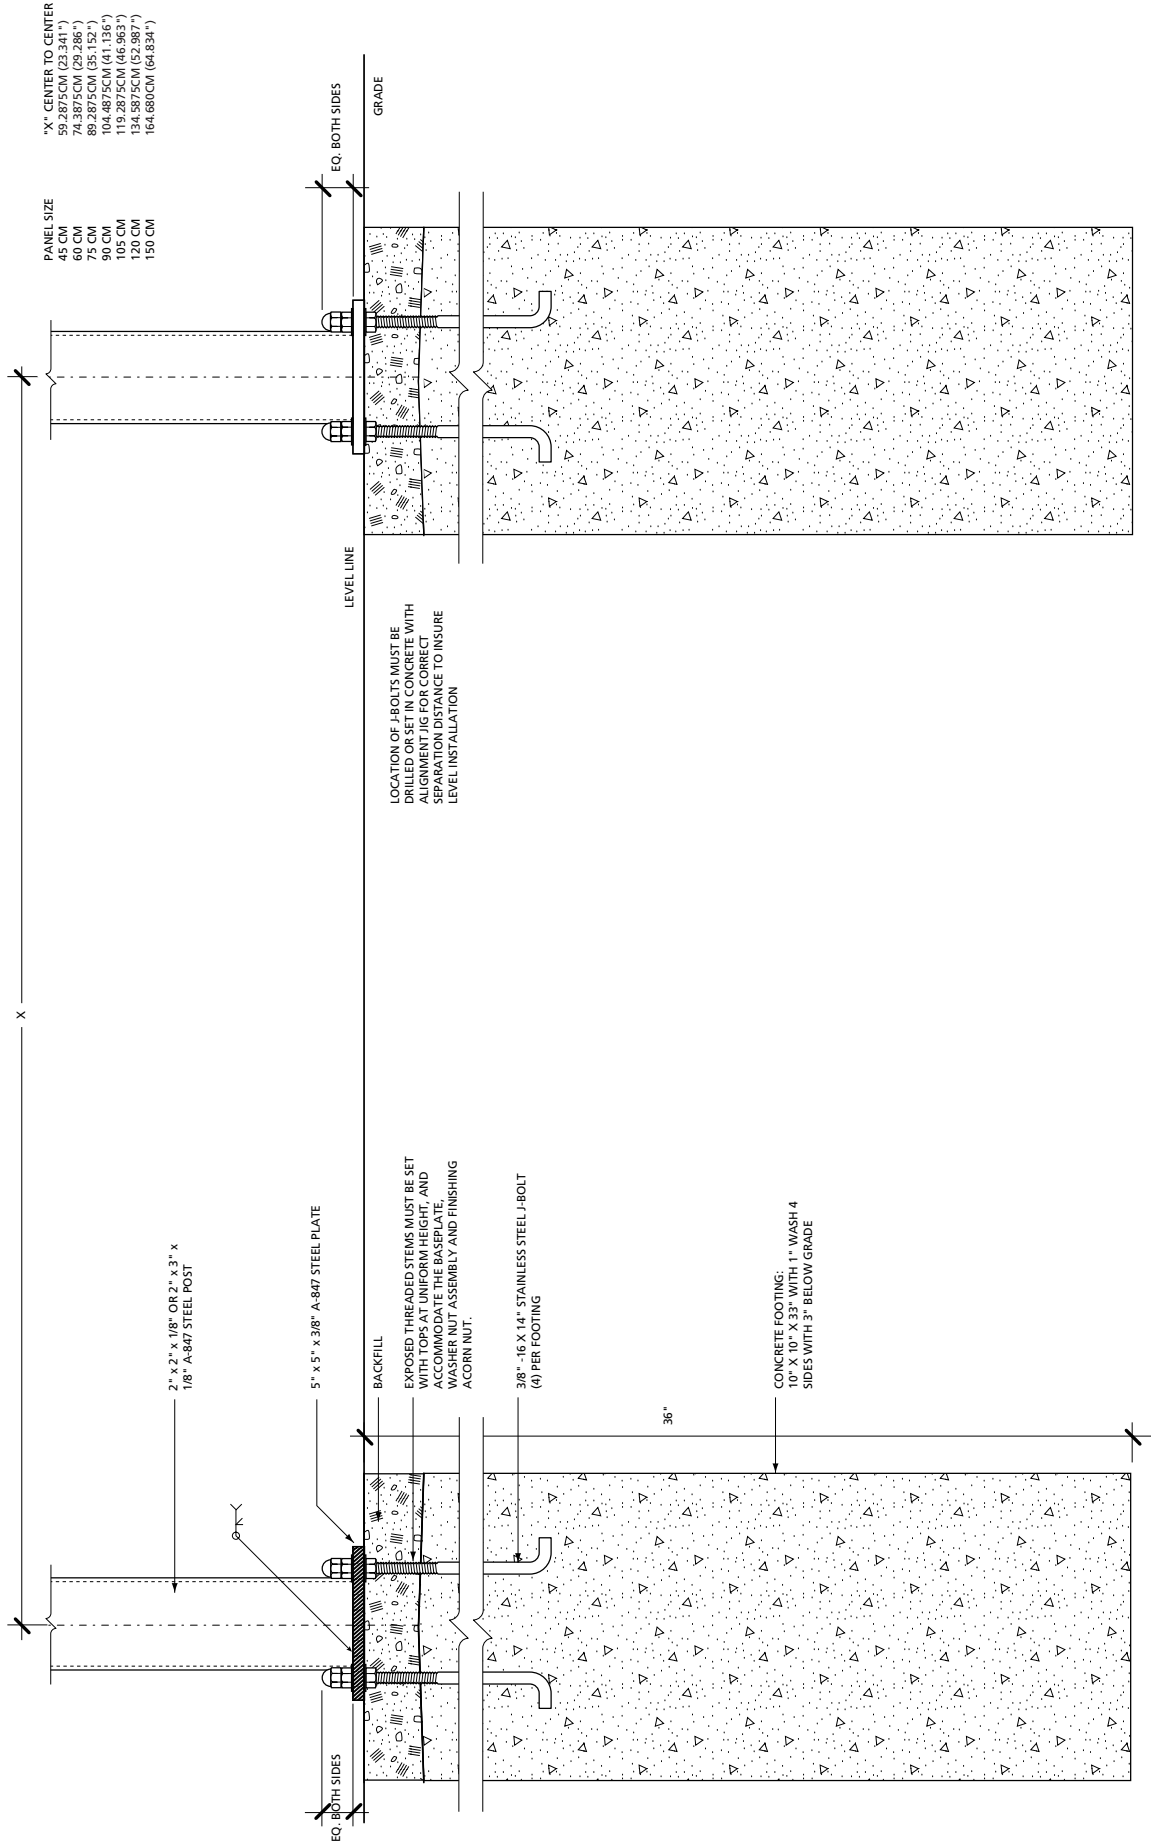 X
PANEL SIZE "X" CENTER TO CENTER
45 CM 59.2875CM (23.341")
60 CM 74.3875CM (29.286")
75 CM 89.2875CM (35.152")
90 CM 104.4875CM (41.136")
105 CM 119.2875CM (46.963")
120 CM 134.5875CM (52.987")
150 CM 164.680CM (64.834")
2" x 2" x 1/8" OR 2" x 3" x
1/8" A-847 STEEL POST
5" x 5" x 3/8" A-847 STEEL PLATE
EQ. BOTH SIDES
EQ. BOTH SIDES
LEVEL LINE
GRADE
BACKFILL
EXPOSED THREADED STEMS MUST BE SET
WITH TOPS AT UNIFORM HEIGHT, AND
ACCOMMODATE THE BASEPLATE,
WASHER NUT ASSEMBLY AND FINISHING
ACORN NUT.
LOCATION OF J-BOLTS MUST BE
DRILLED OR SET IN CONCRETE WITH
ALIGNMENT JIG FOR CORRECT
SEPARATION DISTANCE TO INSURE
LEVEL INSTALLATION
3/8" -16 X 14" STAINLESS STEEL J-BOLT
(4) PER FOOTING
36"
CONCRETE FOOTING:
10" X 10" X 33" WITH 1" WASH 4
SIDES WITH 3" BELOW GRADE